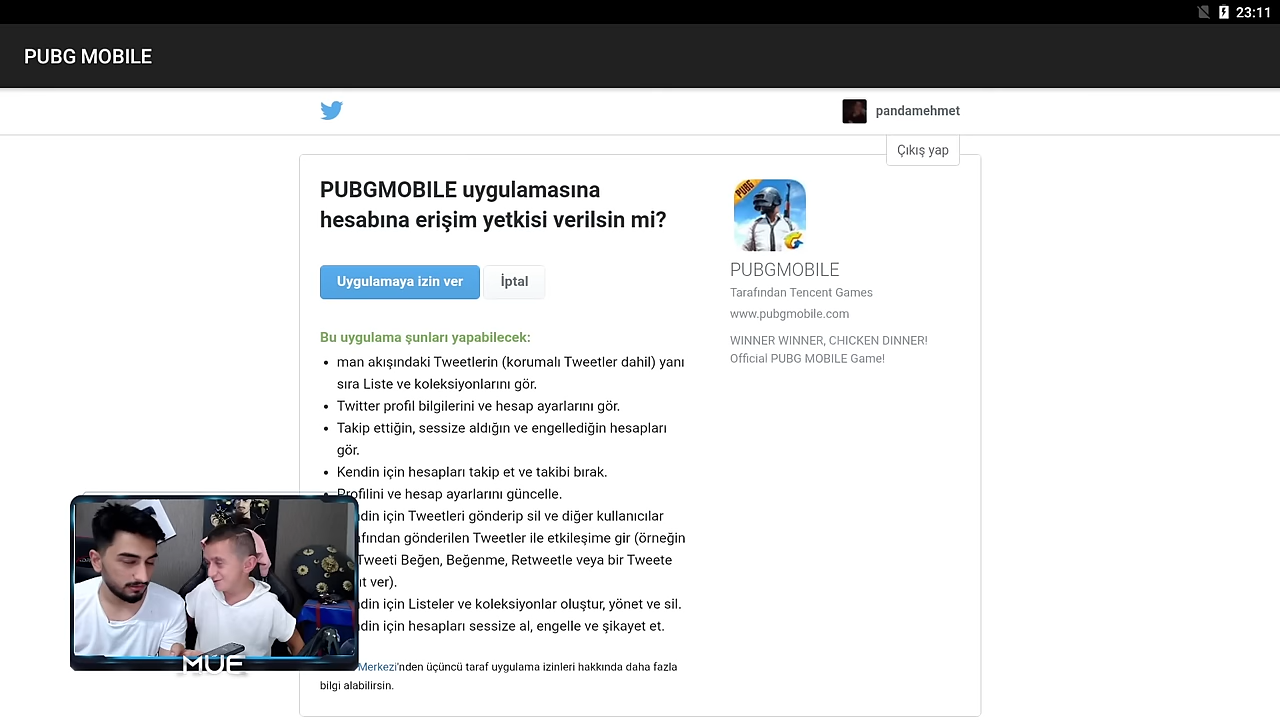 23:11
PUBG MOBILE
pandamehmet
Çıkış yap
PUBGMOBILE uygulamasına
hesabına erişim yetkisi verilsin mi?
Uygulamaya izin ver
İptal
Bu uygulama şunları yapabilecek:
• man akışındaki Tweetlerin (korumalı Tweetler dahil) yanı
sıra Liste ve koleksiyonlarını gör.
• Twitter profil bilgilerini ve hesap ayarlarını gör.
• Takip ettiğin, sessize aldığın ve engellediğin hesapları
gör.
• Kendin için hesapları takip et ve takibi bırak.
• Profilini ve hesap ayarlarını güncelle.
için Tweetleri gönderip sil ve diğer kullanıcılar
gönderilen Tweetler ile etkileşime gir (örneğin
Tweeti Beğen, Beğenme, Retweetle veya bir Tweete
ver).
için Listeler ve koleksiyonlar oluştur, yönet ve sil.
için hesapları sessize al, engelle ve şikayet et.
Merkezi'nden üçüncü taraf uygulama izinleri hakkında daha fazla
bilgi alabilirsin.
PUBG
PUBGMOBILE
Tarafından Tencent Games
www.pubgmobile.com
WINNER WINNER, CHICKEN DINNER!
Official PUBG MOBILE Game!
MUE